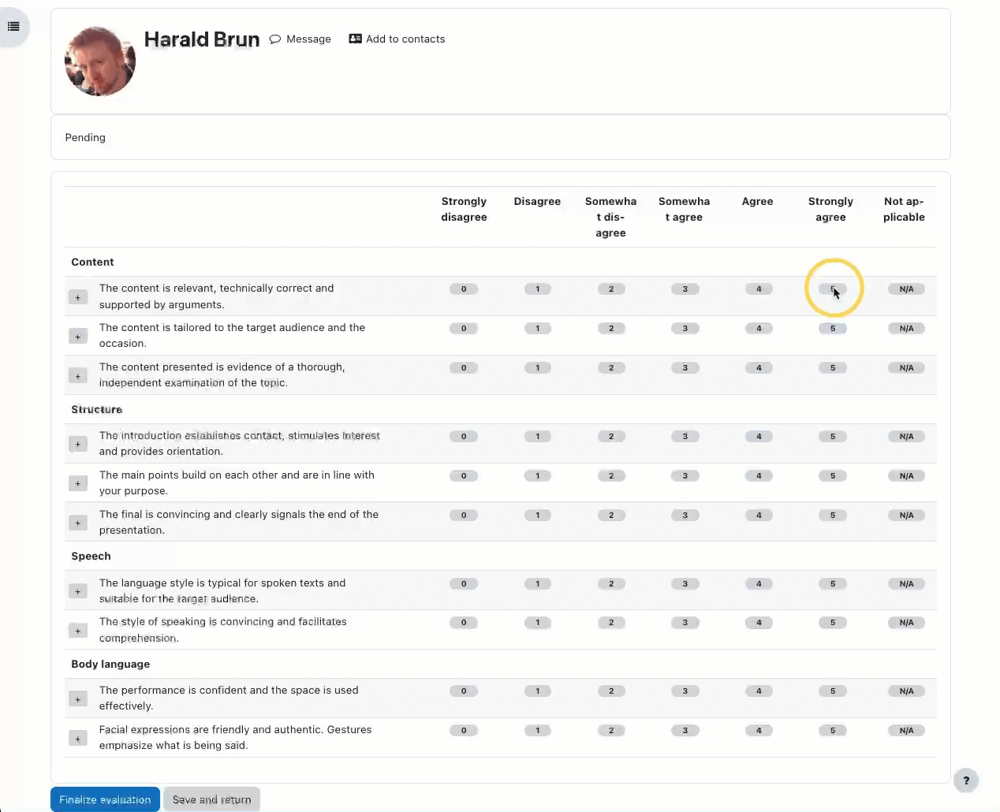 Harald Brun Message Add to contacts
Pending
Strongly disagree Disagree Somewha t dis- agree Somewha t agree Agree Strongly agree Not ap- plicable
Content
+ The content is relevant, technically correct and 0 1 2 3 4 5 N/A
supported by arguments.
+ The content is tailored to the target audience and the 0 1 2 3 4 5 N/A
occasion.
+ The content presented is evidence of a thorough, 0 1 2 3 4 5 N/A
independent examination of the topic.
Structure
+ The introduction establishes contact, stimulates interest 0 1 2 3 4 5 N/A
and provides orientation.
+ The main points build on each other and are in line with 0 1 2 3 4 5 N/A
your purpose.
+ The final is convincing and clearly signals the end of the 0 1 2 3 4 5 N/A
presentation.
Speech
+ The language style is typical for spoken texts and 0 1 2 3 4 5 N/A
suitable for the target audience.
+ The style of speaking is convincing and facilitates 0 1 2 3 4 5 N/A
comprehension.
Body language
+ The performance is confident and the space is used 0 1 2 3 4 5 N/A
effectively.
+ Facial expressions are friendly and authentic. Gestures 0 1 2 3 4 5 N/A
emphasize what is being said.
Finalize evaluation Save and return
?